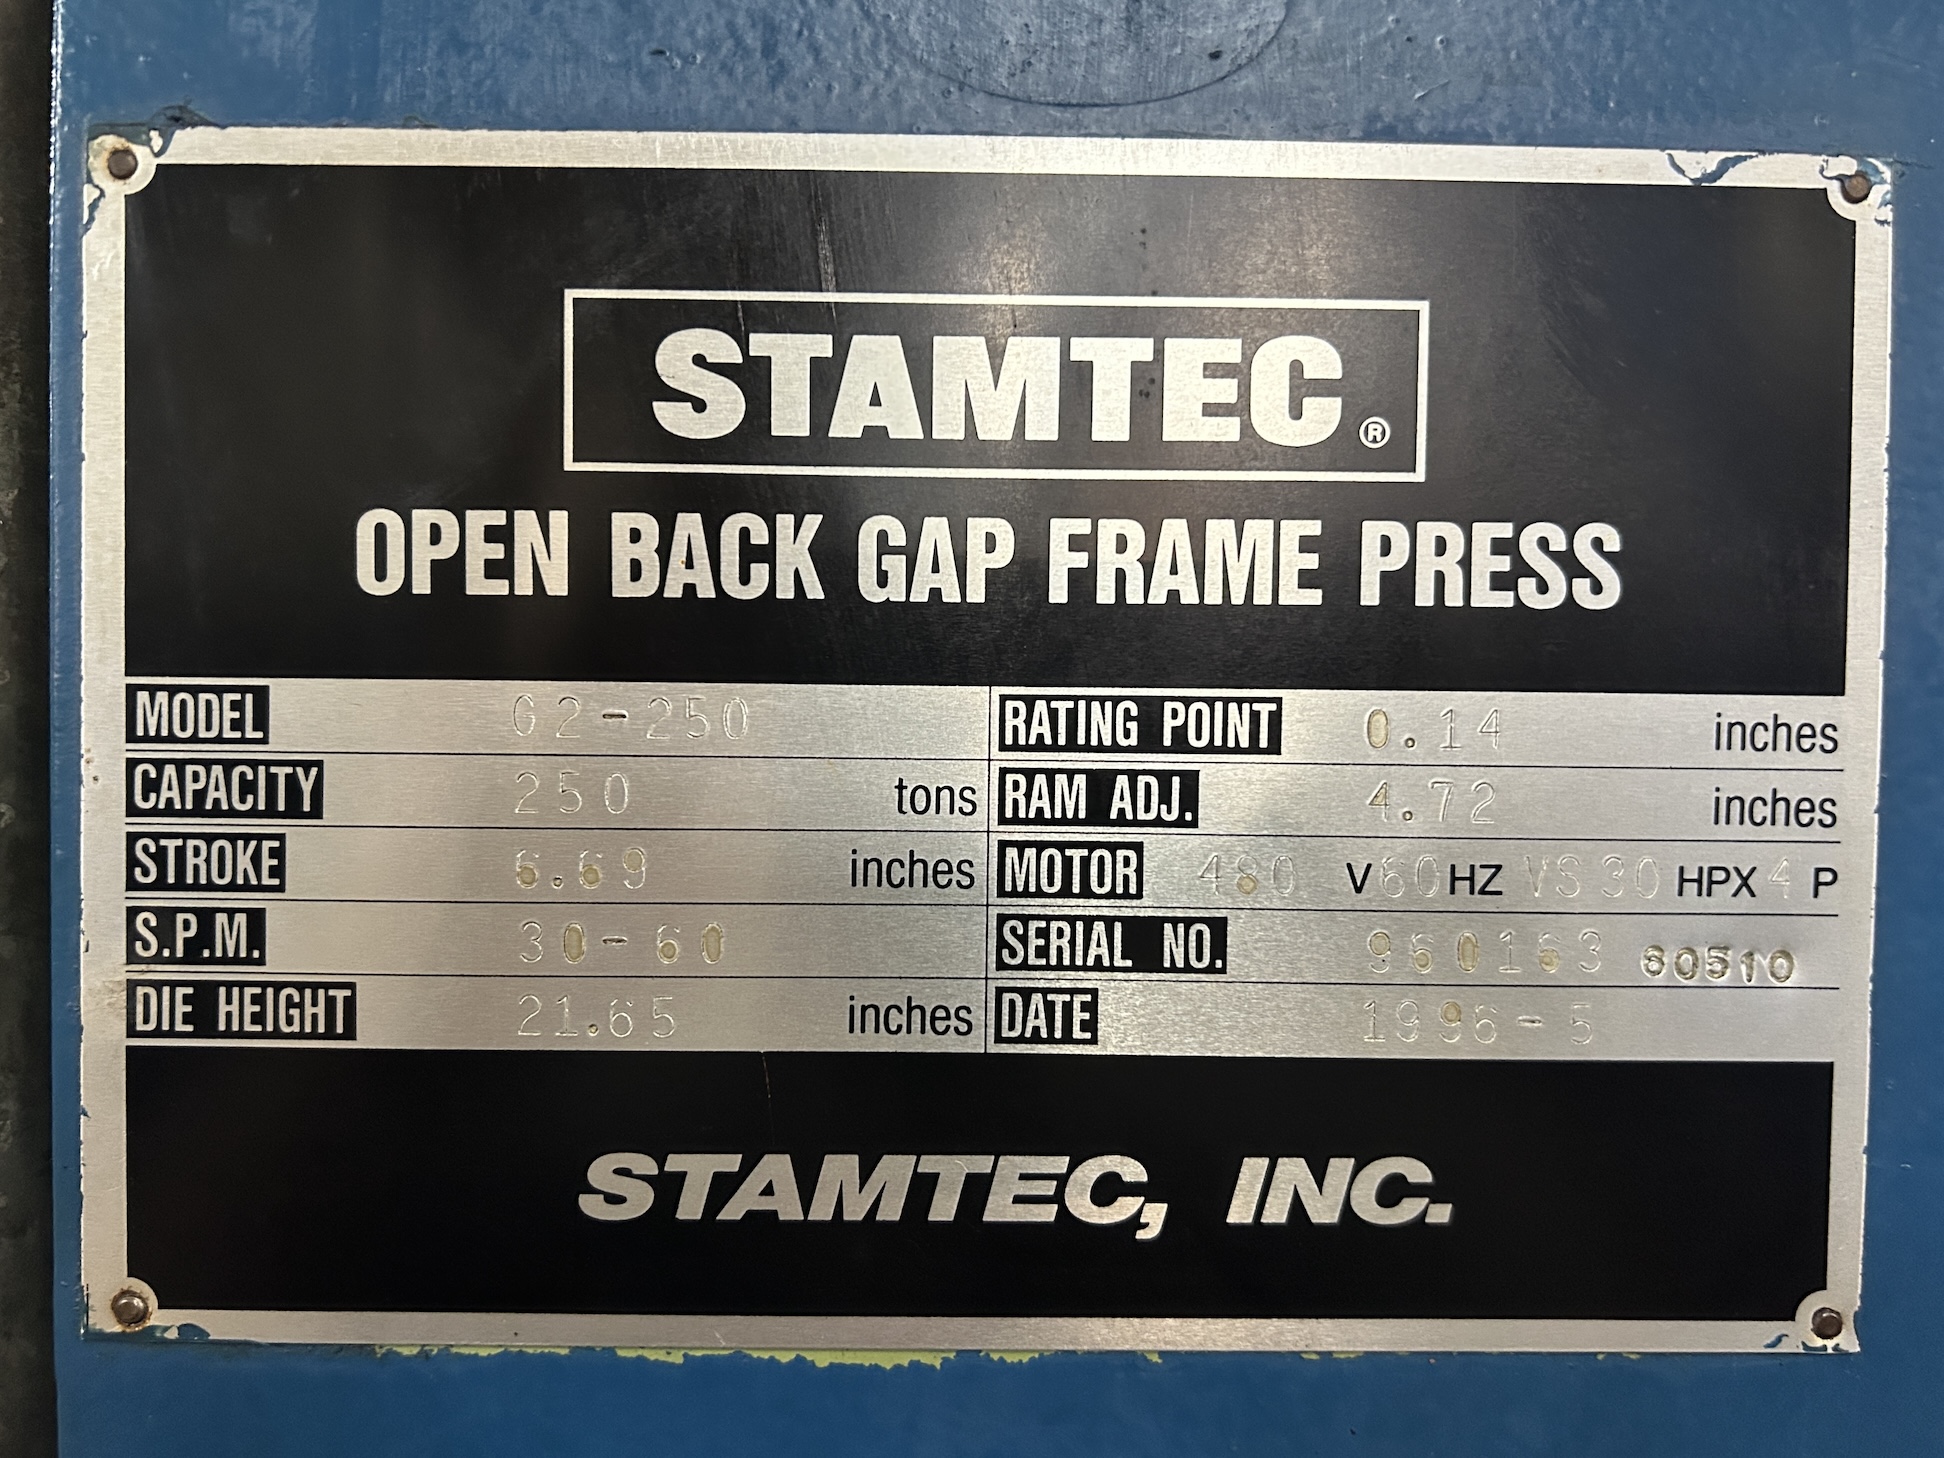 STAMTEC®
OPEN BACK GAP FRAME PRESS
MODEL G2-250
CAPACITY 250 tons
STROKE 6.69 inches
S.P.M. 30-60
DIE HEIGHT 21.65 inches
RATING POINT 0.14 inches
RAM ADJ. 4.72 inches
MOTOR 480 V 60 HZ VS 30 HPX 4 P
SERIAL NO. 960163 60510
DATE 1996-5
STAMTEC, INC.